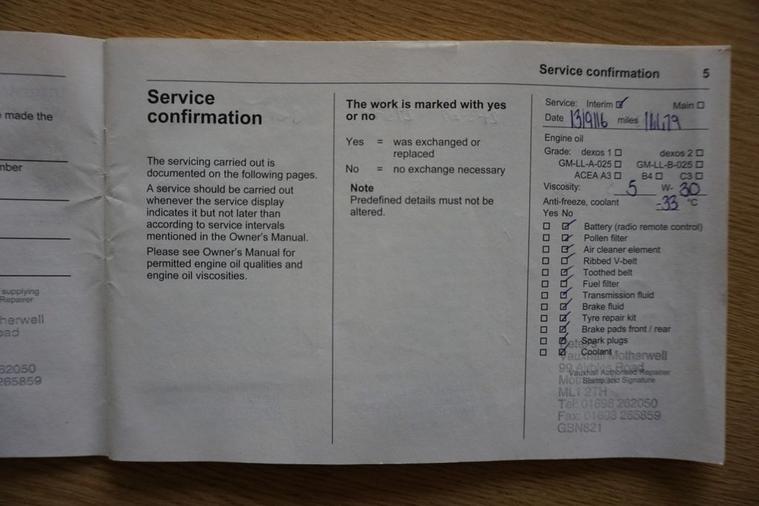 made the
mber
supplying
Repairer
herwell
oad
62050
265859
Service confirmation 5
Service
confirmation
The servicing carried out is
documented on the following pages.
A service should be carried out
whenever the service display
indicates it but not later than
according to service intervals
mentioned in the Owner's Manual.
Please see Owner's Manual for
permitted engine oil qualities and
engine oil viscosities.
The work is marked with yes
or no
Yes = was exchanged or
replaced
No = no exchange necessary
Note
Predefined details must not be
altered.
Service: Interim ☑ Main ☐
Date 13/9/16 miles
Engine oil
Grade: dexos 1 ☐ dexos 2 ☐
GM-LL-A-025 ☐ GM-LL-B-025 ☐
ACEA A3 ☐ B4 ☐ C3 ☐
Viscosity: 5 W- 30
Anti-freeze, coolant -33 °C
Yes No
☐ ☑ Battery (radio remote control)
☐ ☑ Pollen filter
☐ ☑ Air cleaner element
☐ ☑ Ribbed V-belt
☐ ☑ Toothed belt
☐ ☑ Fuel filter
☐ ☑ Transmission fluid
☐ ☑ Brake fluid
☐ ☑ Tyre repair kit
☐ ☑ Brake pads front / rear
☐ ☑ Spark plugs
☐ ☑ Coolant
Vauxhall Motherwell
Road
Vauxhall Authorised Repairer
Stamp and Signature
ML1 2TH
Tel: 01698 262050
Fax: 01698 265859
GBN821